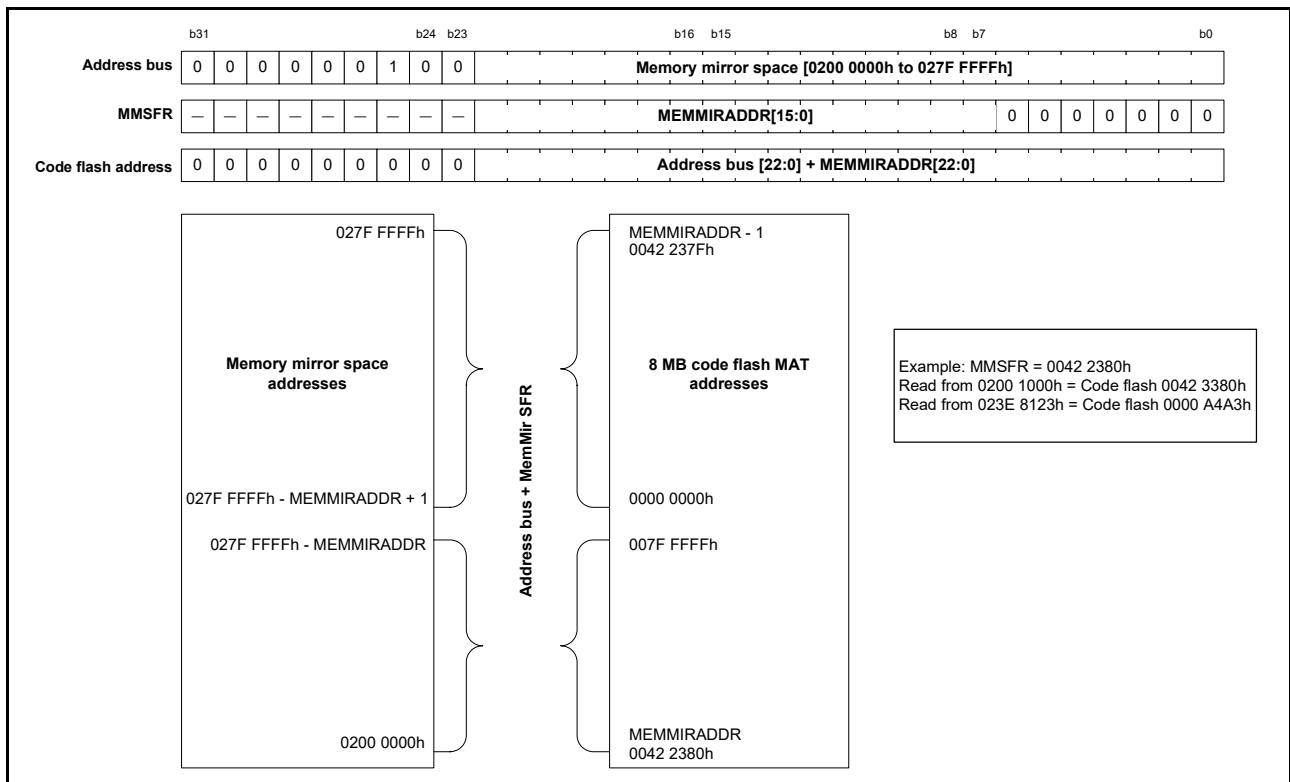 b31 b24 b23 b16 b15 b8 b7 b0
Address bus 0 0 0 0 0 0 1 0 0 Memory mirror space [0200 0000h to 027F FFFFh]
MMSFR — — — — — — — — — MEMMIRADDR[15:0] 0 0 0 0 0 0 0
Code flash address 0 0 0 0 0 0 0 0 0 Address bus [22:0] + MEMMIRADDR[22:0]
027F FFFFh
Memory mirror space
addresses
027F FFFFh - MEMMIRADDR + 1
027F FFFFh - MEMMIRADDR
0200 0000h
Address bus + MemMir SFR
MEMMIRADDR - 1
0042 237Fh
8 MB code flash MAT
addresses
0000 0000h
007F FFFFh
MEMMIRADDR
0042 2380h
Example: MMSFR = 0042 2380h
Read from 0200 1000h = Code flash 0042 3380h
Read from 023E 8123h = Code flash 0000 A4A3h